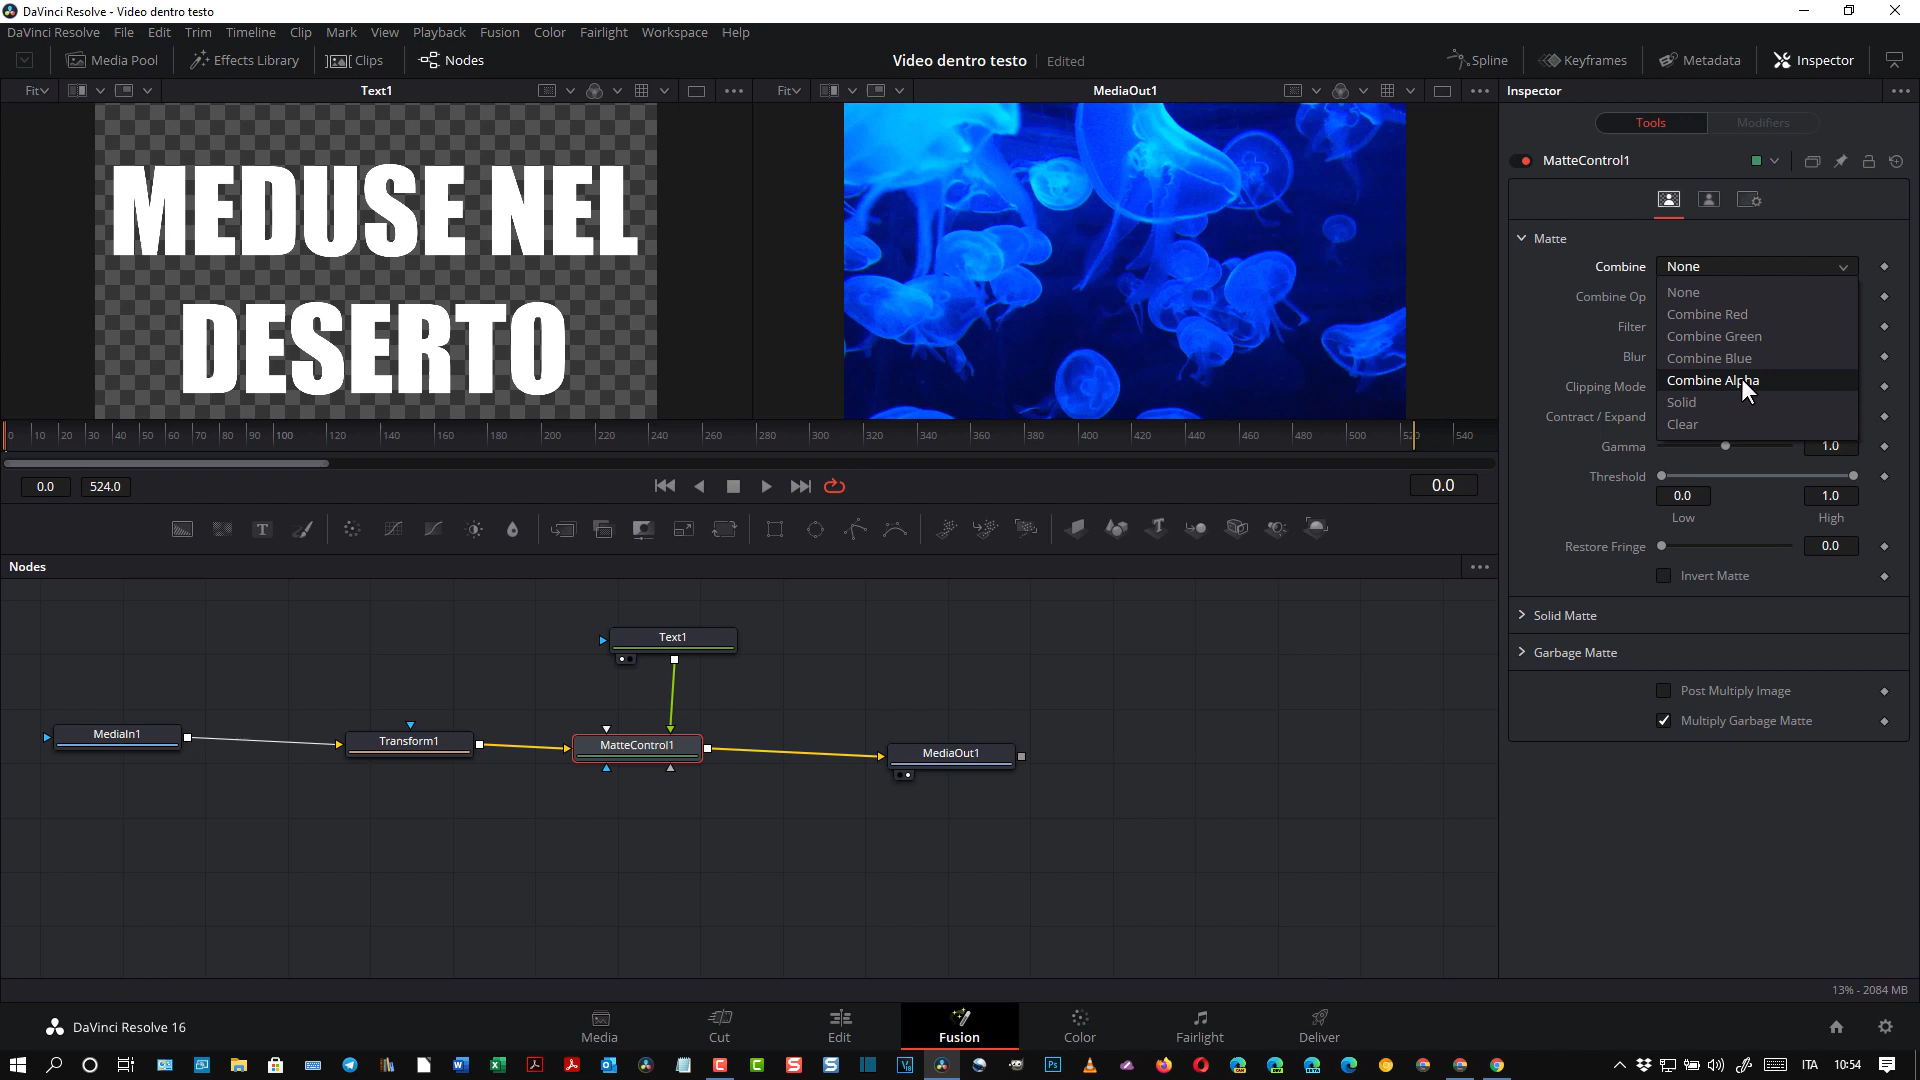 DaVinci Resolve - Video dentro testo
DaVinci Resolve File Edit Trim Timeline Clip Mark View Playback Fusion Color Fairlight Workspace Help
Media Pool Effects Library Clips Nodes Video dentro testo Edited Spline Keyframes Metadata Inspector
Fit Text1 Fit MediaOut1 Inspector
Tools Modifiers
MatteControl1
MEDUSE NEL
DESERTO
Matte
Combine None
Combine Op None
Combine Red
Filter
Combine Green
Blur Combine Blue
Clipping Mode Combine Alpha
Solid
Contract / Expand
Clear
Gamma 1.0
0 10 20 30 40 50 60 70 80 90 100 120 140 160 180 200 220 240 260 280 300 320 340 360 380 400 420 440 460 480 500 520 540
Threshold
0.0 1.0
Low High
0.0 524.0 0.0
Restore Fringe 0.0
Invert Matte
Nodes
Solid Matte
Garbage Matte
Post Multiply Image
Multiply Garbage Matte
Text1
MediaIn1
Transform1
MatteControl1
MediaOut1
13% - 2084 MB
DaVinci Resolve 16
Media Cut Edit Fusion Color Fairlight Deliver
ITA 10:54